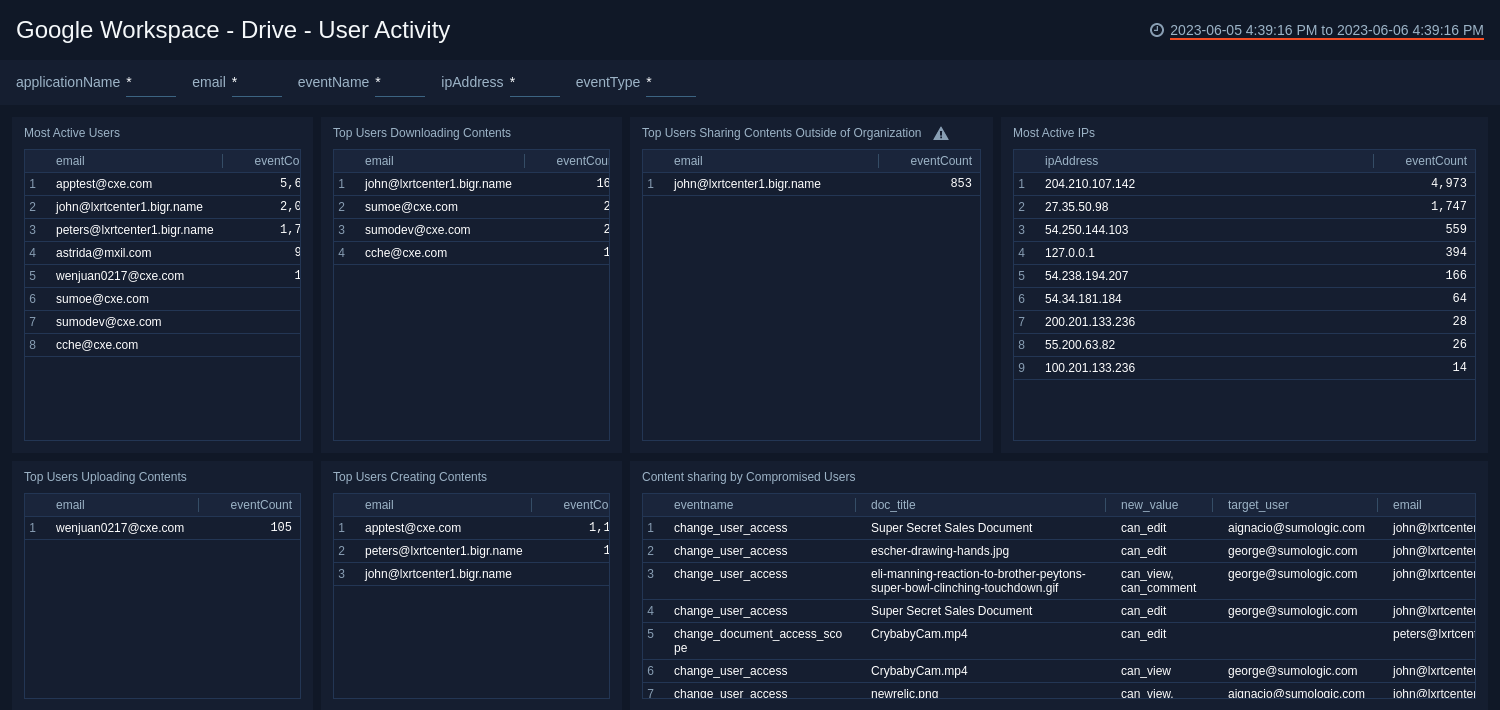 Google Workspace - Drive - User Activity
2023-06-05 4:39:16 PM to 2023-06-06 4:39:16 PM
applicationName * email * eventName * ipAddress * eventType *
Most Active Users
email eventCo
1 apptest@cxe.com 5,6
2 john@lxrtcenter1.bigr.name 2,0
3 peters@lxrtcenter1.bigr.name 1,7
4 astrida@mxil.com 9
5 wenjuan0217@cxe.com 1
6 sumoe@cxe.com
7 sumodev@cxe.com
8 cche@cxe.com
Top Users Downloading Contents
email eventCou
1 john@lxrtcenter1.bigr.name 16
2 sumoe@cxe.com 2
3 sumodev@cxe.com 2
4 cche@cxe.com 1
Top Users Sharing Contents Outside of Organization
email eventCount
1 john@lxrtcenter1.bigr.name 853
Most Active IPs
ipAddress eventCount
1 204.210.107.142 4,973
2 27.35.50.98 1,747
3 54.250.144.103 559
4 127.0.0.1 394
5 54.238.194.207 166
6 54.34.181.184 64
7 200.201.133.236 28
8 55.200.63.82 26
9 100.201.133.236 14
Top Users Uploading Contents
email eventCount
1 wenjuan0217@cxe.com 105
Top Users Creating Contents
email eventCo
1 apptest@cxe.com 1,1
2 peters@lxrtcenter1.bigr.name 1
3 john@lxrtcenter1.bigr.name
Content sharing by Compromised Users
eventname doc_title new_value target_user email
1 change_user_access Super Secret Sales Document can_edit aignacio@sumologic.com john@lxrtcenter
2 change_user_access escher-drawing-hands.jpg can_edit george@sumologic.com john@lxrtcenter
3 change_user_access eli-manning-reaction-to-brother-peytons- can_view, george@sumologic.com john@lxrtcenter
super-bowl-clinching-touchdown.gif can_comment
4 change_user_access Super Secret Sales Document can_edit george@sumologic.com john@lxrtcenter
5 change_document_access_sco CrybabyCam.mp4 can_edit peters@lxrtcent
pe
6 change_user_access CrybabyCam.mp4 can_view george@sumologic.com john@lxrtcenter
7 change_user_access newrelic.png can_view, aignacio@sumologic.com john@lxrtcenter